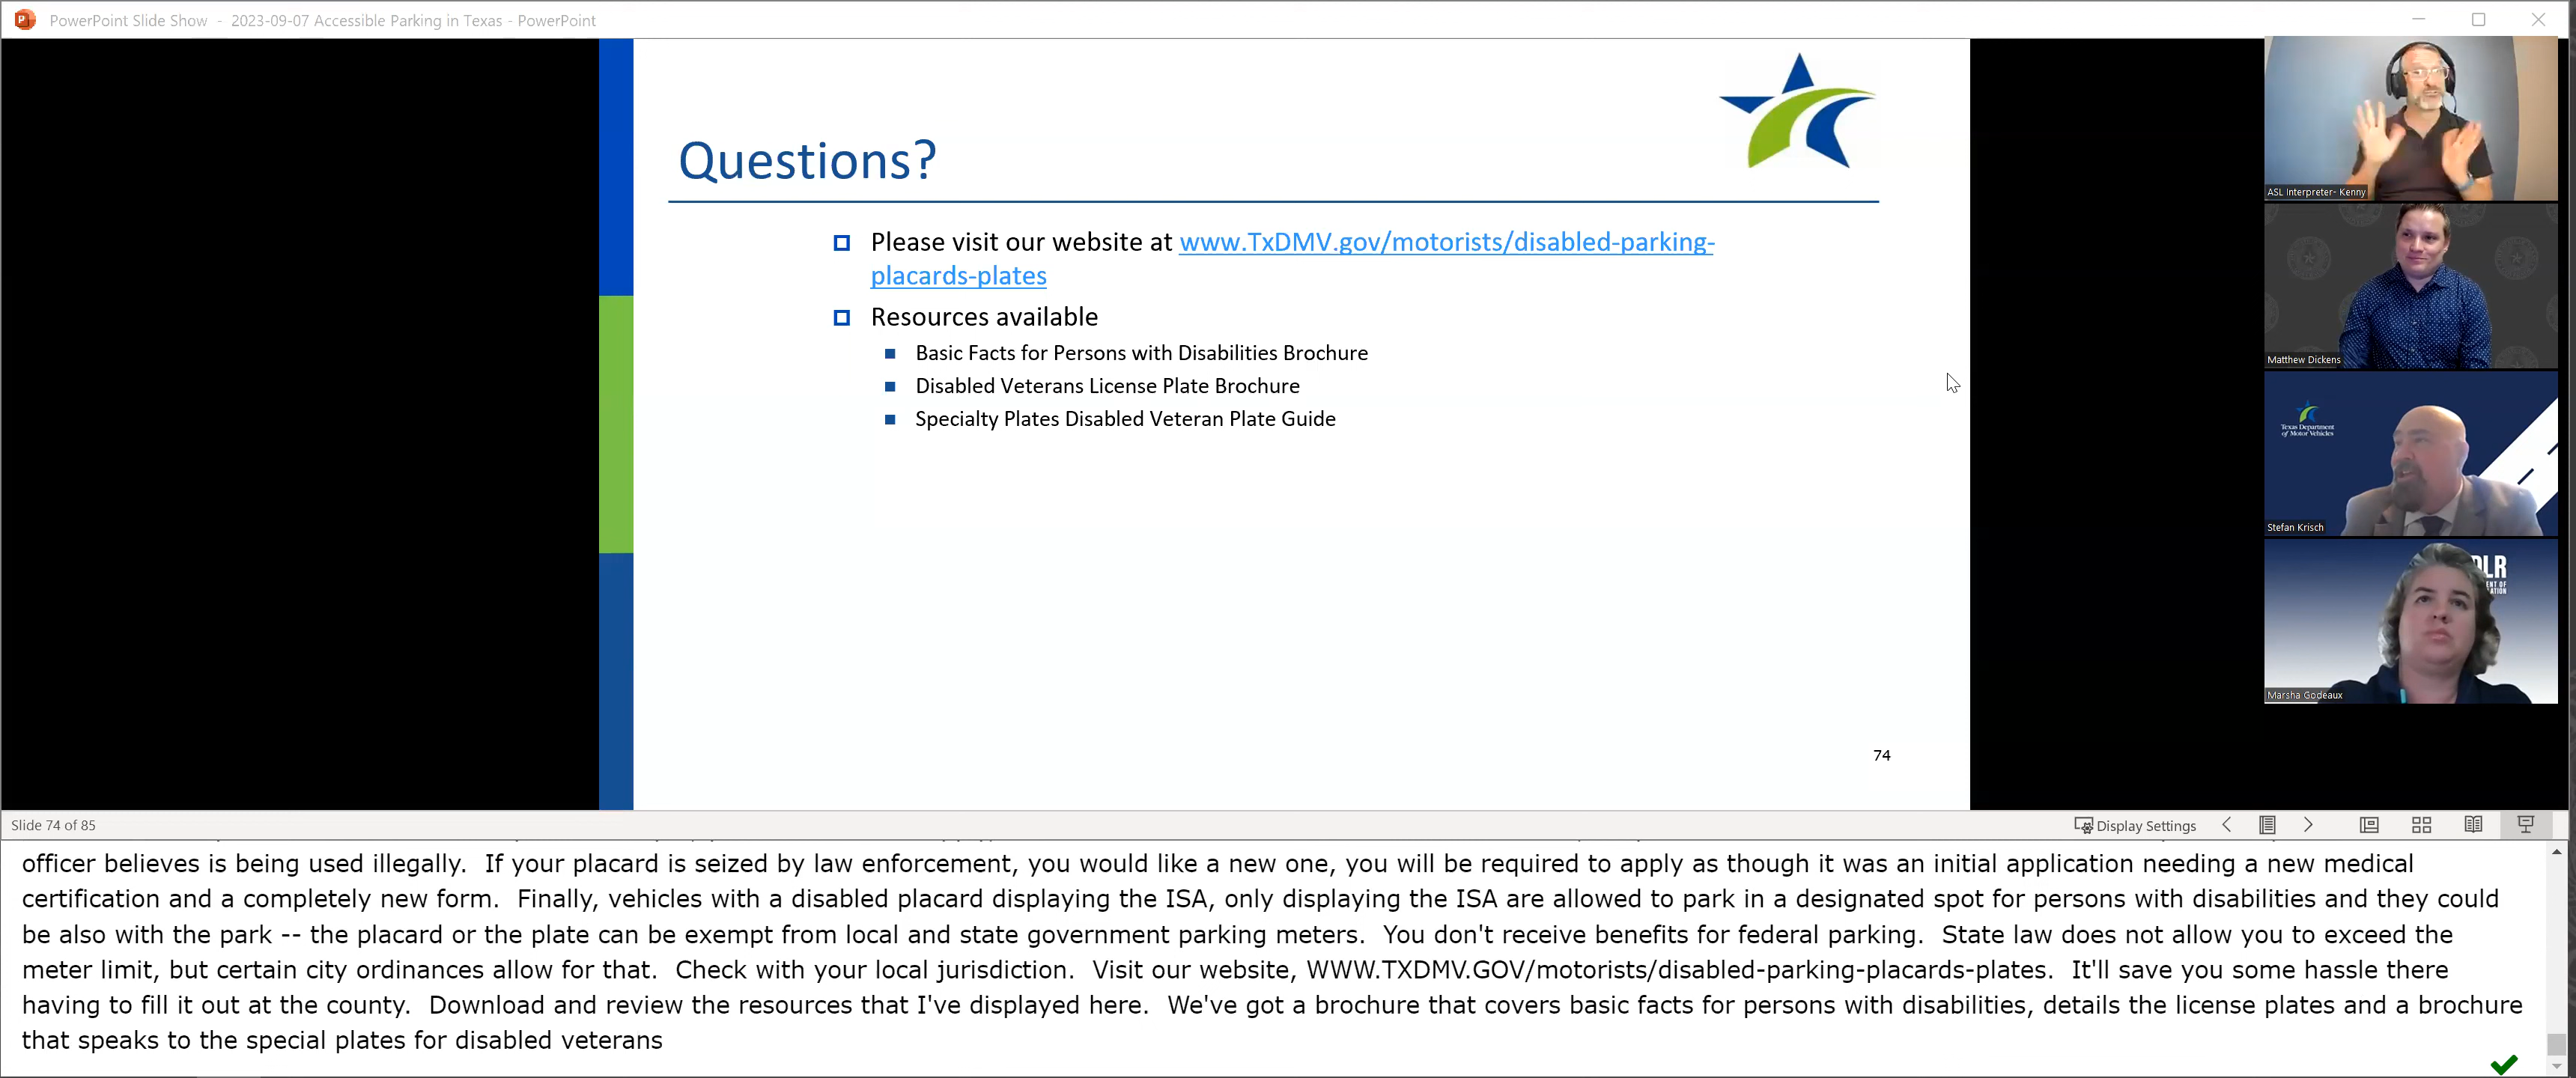 PowerPoint Slide Show - 2023-09-07 Accessible Parking in Texas - PowerPoint
Questions?
Please visit our website at www.TxDMV.gov/motorists/disabled-parking-
placards-plates
Resources available
Basic Facts for Persons with Disabilities Brochure
Disabled Veterans License Plate Brochure
Specialty Plates Disabled Veteran Plate Guide
74
ASL Interpreter- Kenny
Matthew Dickens
Texas Department
of Motor Vehicles
Stefan Krisch
Marsha Godeaux
Slide 74 of 85
Display Settings
officer believes is being used illegally.  If your placard is seized by law enforcement, you would like a new one, you will be required to apply as though it was an initial application needing a new medical
certification and a completely new form.  Finally, vehicles with a disabled placard displaying the ISA, only displaying the ISA are allowed to park in a designated spot for persons with disabilities and they could
be also with the park -- the placard or the plate can be exempt from local and state government parking meters.  You don't receive benefits for federal parking.  State law does not allow you to exceed the
meter limit, but certain city ordinances allow for that.  Check with your local jurisdiction.  Visit our website, WWW.TXDMV.GOV/motorists/disabled-parking-placards-plates.  It'll save you some hassle there
having to fill it out at the county.  Download and review the resources that I've displayed here.  We've got a brochure that covers basic facts for persons with disabilities, details the license plates and a brochure
that speaks to the special plates for disabled veterans